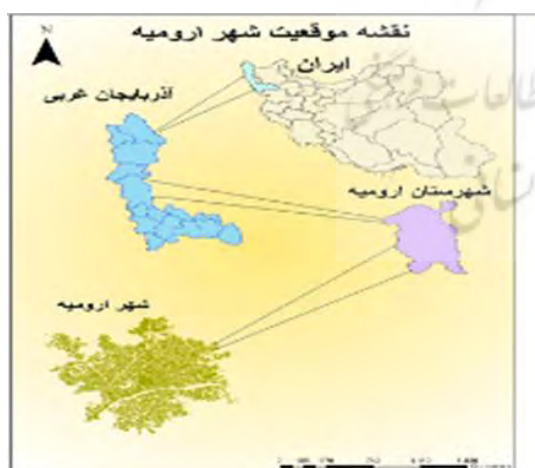 نقشه موقعیت شهر ارومیه
N
ایران
آذربایجان غربی
شهرستان ارومیه
شهر ارومیه